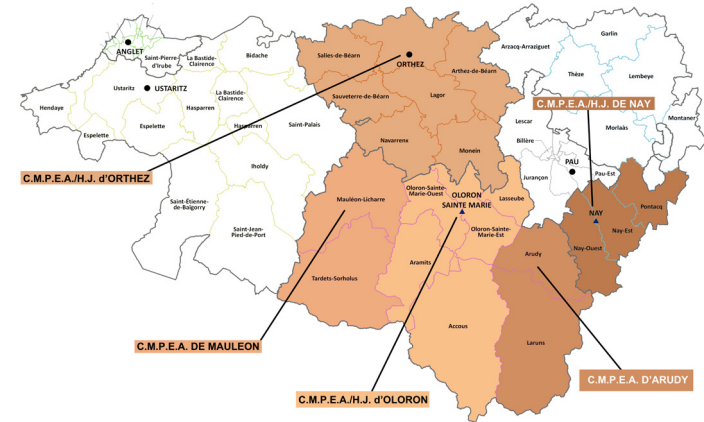 Garlin
Arzacq-Arraziguet
ANGLET
Saint-Pierre-
d'Irube
La Bastide-
Clairence
Bidache
Salies-de-Béarn
ORTHEZ
Arthez-de-Béarn
Thèze
Lembeye
Hendaye
Ustaritz
USTARITZ
La Bastide-
Clairence
Hasparren
Sauveterre-de-Béarn
Lagor
C.M.P.E.A./H.J. DE NAY
Espelette
Espelette
Hasparren
Saint-Palais
Navarrenx
Monein
Lescar
Billère
Morlaàs
Montaner
Iholdy
PAU
Pau-Est
Jurançon
C.M.P.E.A./H.J. d'ORTHEZ
Saint-Étienne-
de-Baïgorry
Mauléon-Licharre
Oloron-Sainte-
Marie-Ouest
OLORON
SAINTE MARIE
Lasseube
Pontacq
NAY
Nay-Est
Saint-Jean-
Pied-de-Port
Oloron-Sainte-
Marie-Est
Nay-Ouest
Arudy
Aramits
Tardets-Sorholus
Accous
Laruns
C.M.P.E.A. DE MAULEON
C.M.P.E.A. D'ARUDY
C.M.P.E.A./H.J. d'OLORON